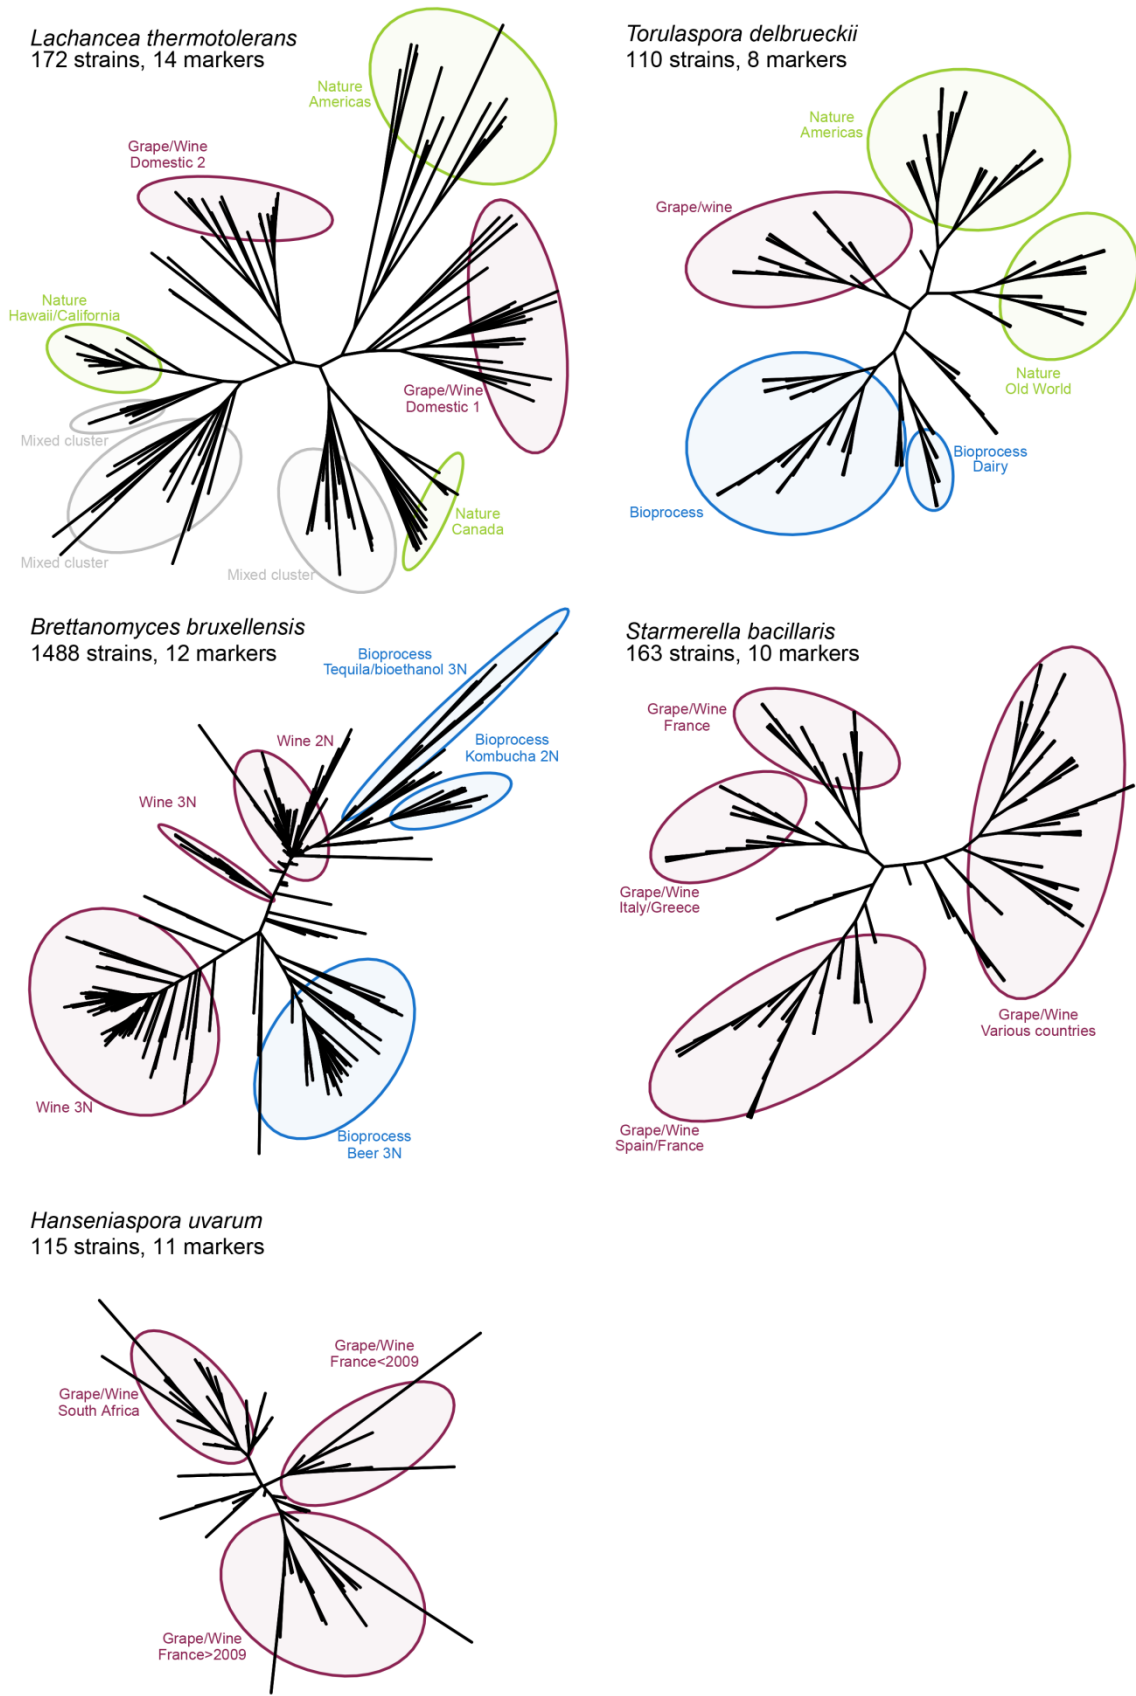 Lachancea thermotolerans
172 strains, 14 markers
Nature
Americas
Grape/Wine
Domestic 2
Nature
Hawaii/California
Grape/Wine
Domestic 1
Mixed cluster
Mixed cluster
Mixed cluster
Nature
Canada
Torulaspora delbrueckii
110 strains, 8 markers
Nature
Americas
Grape/wine
Nature
Old World
Bioprocess
Dairy
Bioprocess
Brettanomyces bruxellensis
1488 strains, 12 markers
Bioprocess
Tequila/bioethanol 3N
Wine 2N
Bioprocess
Kombucha 2N
Wine 3N
Wine 3N
Bioprocess
Beer 3N
Starmerella bacillaris
163 strains, 10 markers
Grape/Wine
France
Grape/Wine
Italy/Greece
Grape/Wine
Various countries
Grape/Wine
Spain/France
Hanseniaspora uvarum
115 strains, 11 markers
Grape/Wine
France<2009
Grape/Wine
South Africa
Grape/Wine
France>2009